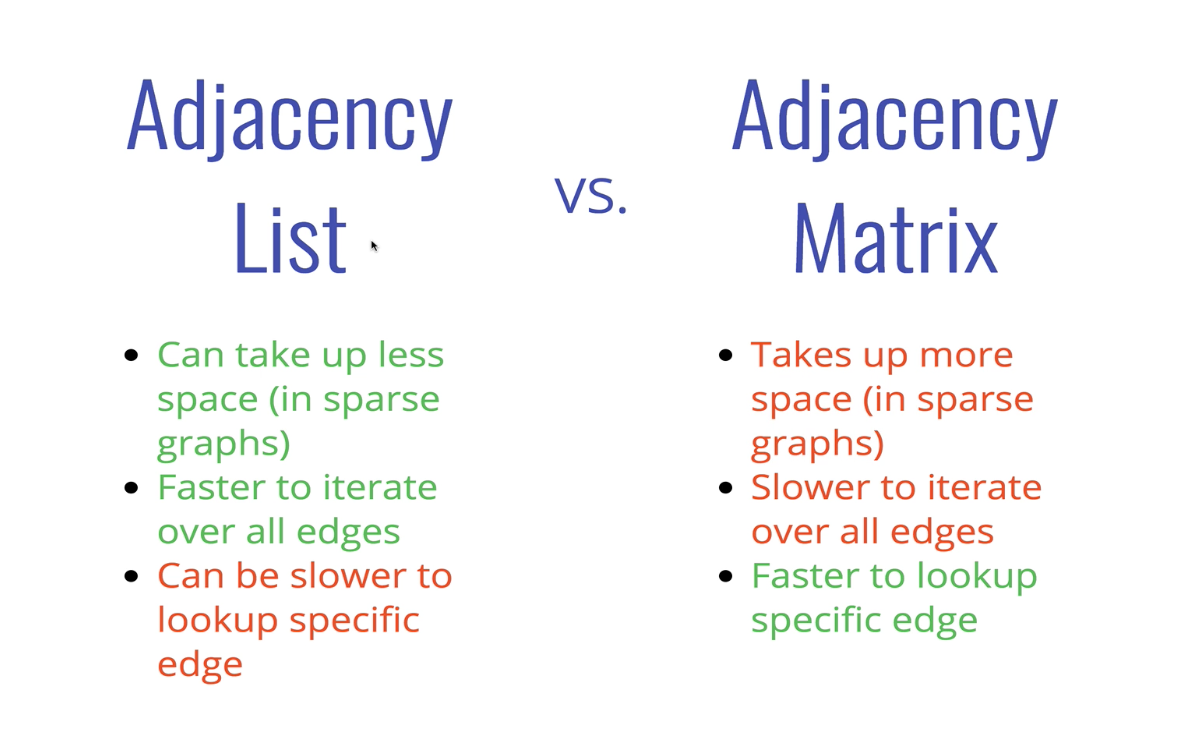 Adjacency
List
vs.
Adjacency
Matrix
• Can take up less
space (in sparse
graphs)
• Faster to iterate
over all edges
• Can be slower to
lookup specific
edge
• Takes up more
space (in sparse
graphs)
• Slower to iterate
over all edges
• Faster to lookup
specific edge